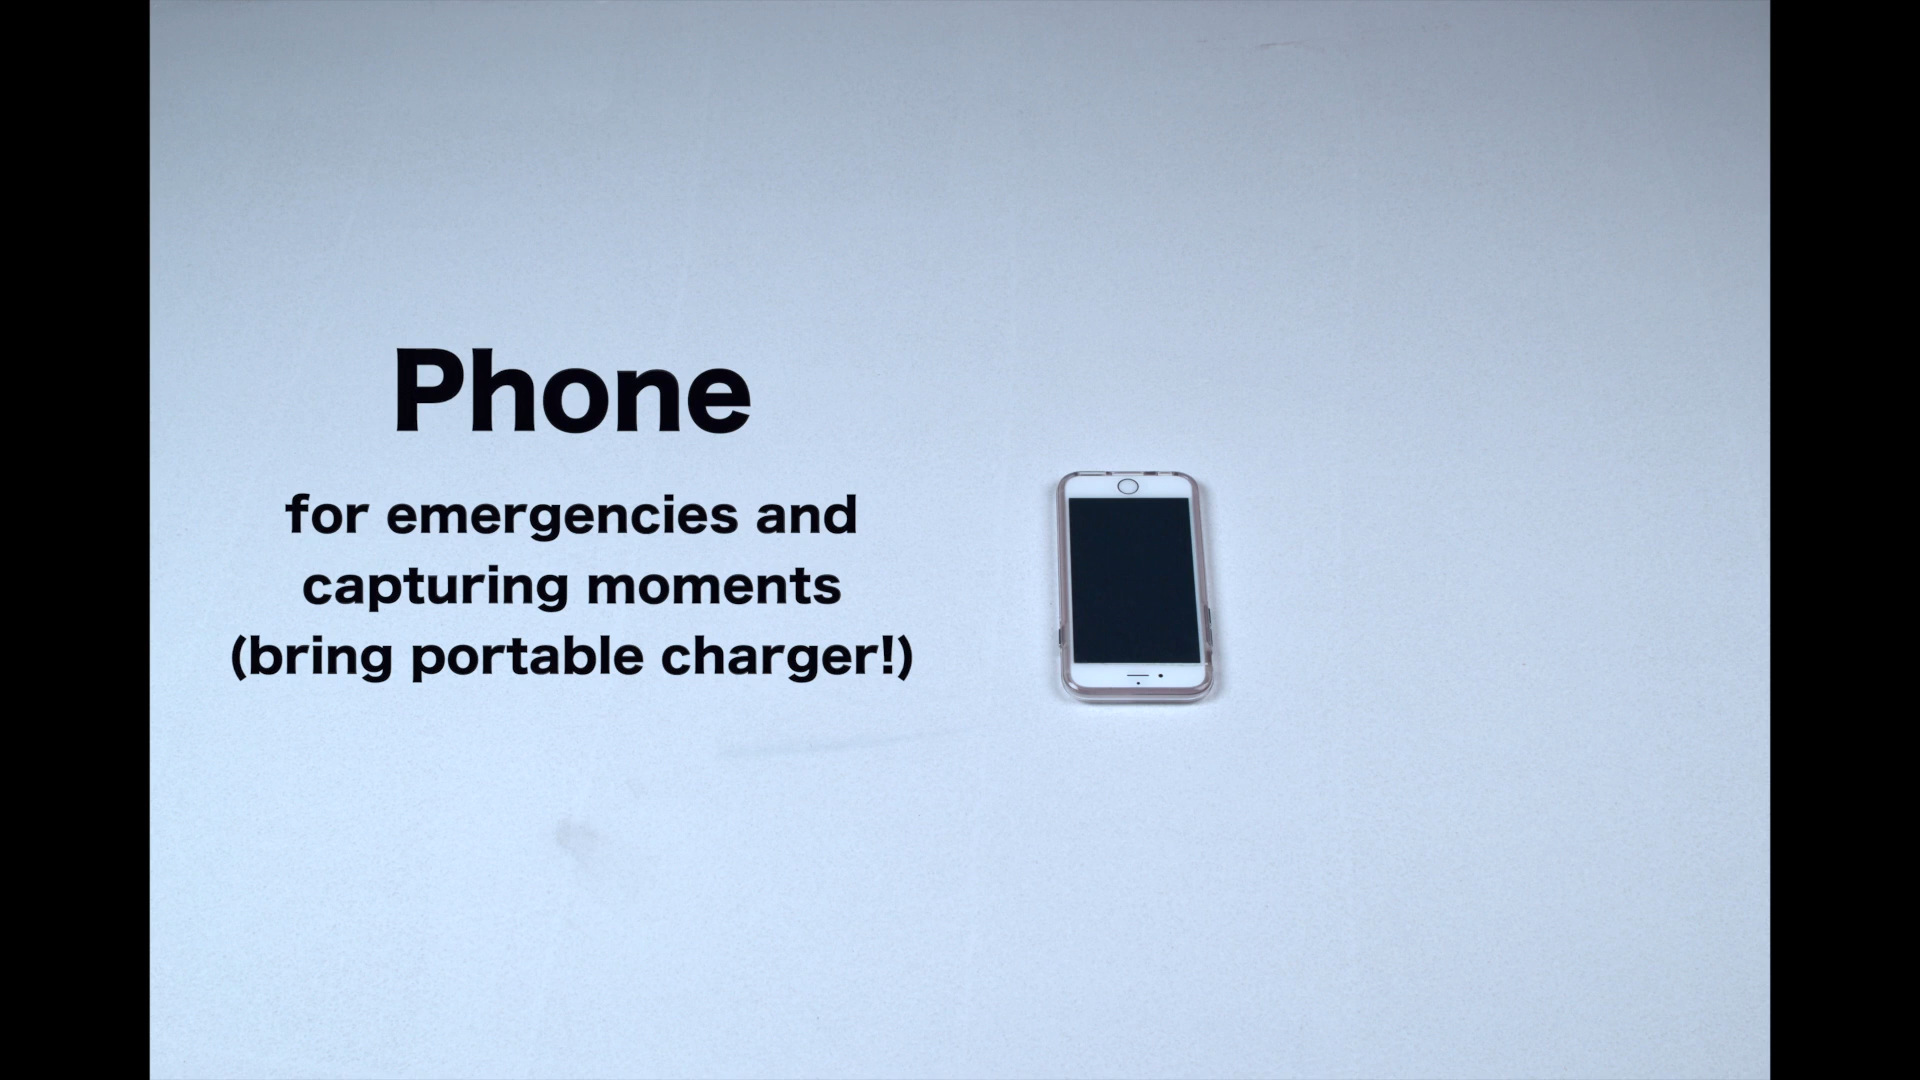 Phone
for emergencies and
capturing moments
(bring portable charger!)